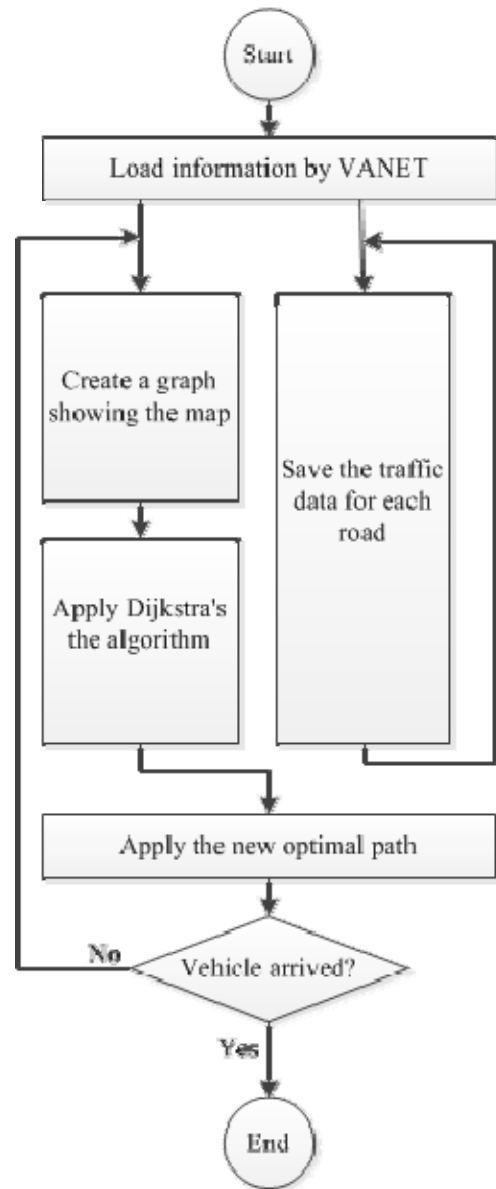 Start
Load information by VANET
Create a graph
showing the map
Save the traffic
data for each
road
Apply Dijkstra's
the algorithm
Apply the new optimal path
Vehicle arrived?
No
Yes
End